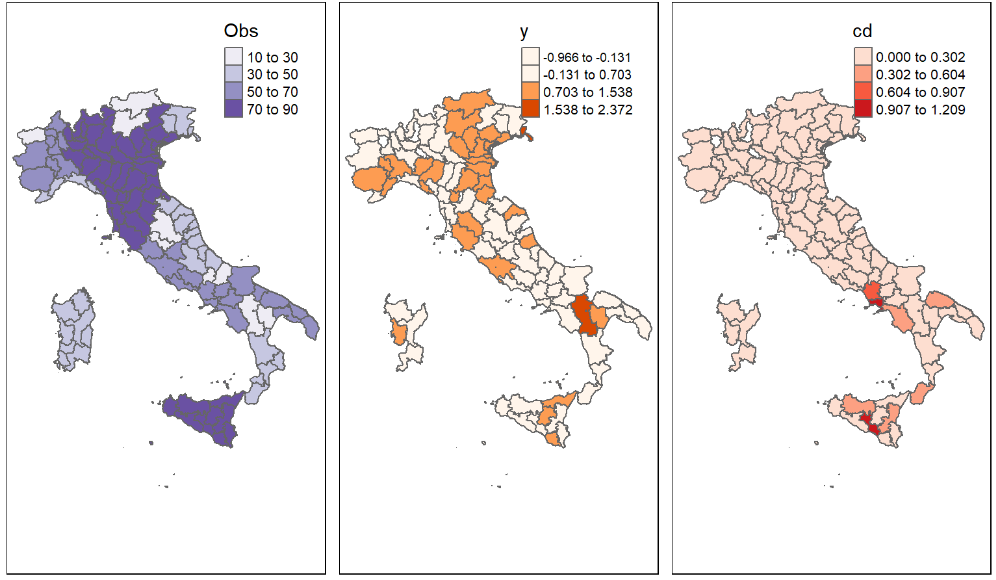 Obs
10 to 30
30 to 50
50 to 70
70 to 90
y
-0.966 to -0.131
-0.131 to 0.703
0.703 to 1.538
1.538 to 2.372
cd
0.000 to 0.302
0.302 to 0.604
0.604 to 0.907
0.907 to 1.209